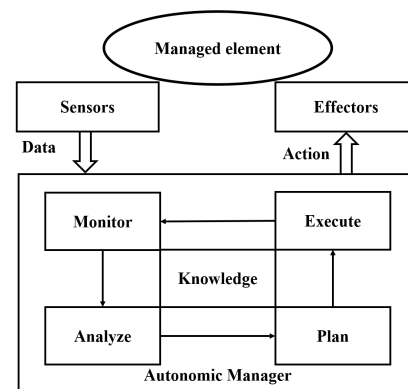 Managed element
Sensors
Effectors
Data
Action
Monitor
Execute
Knowledge
Analyze
Plan
Autonomic Manager